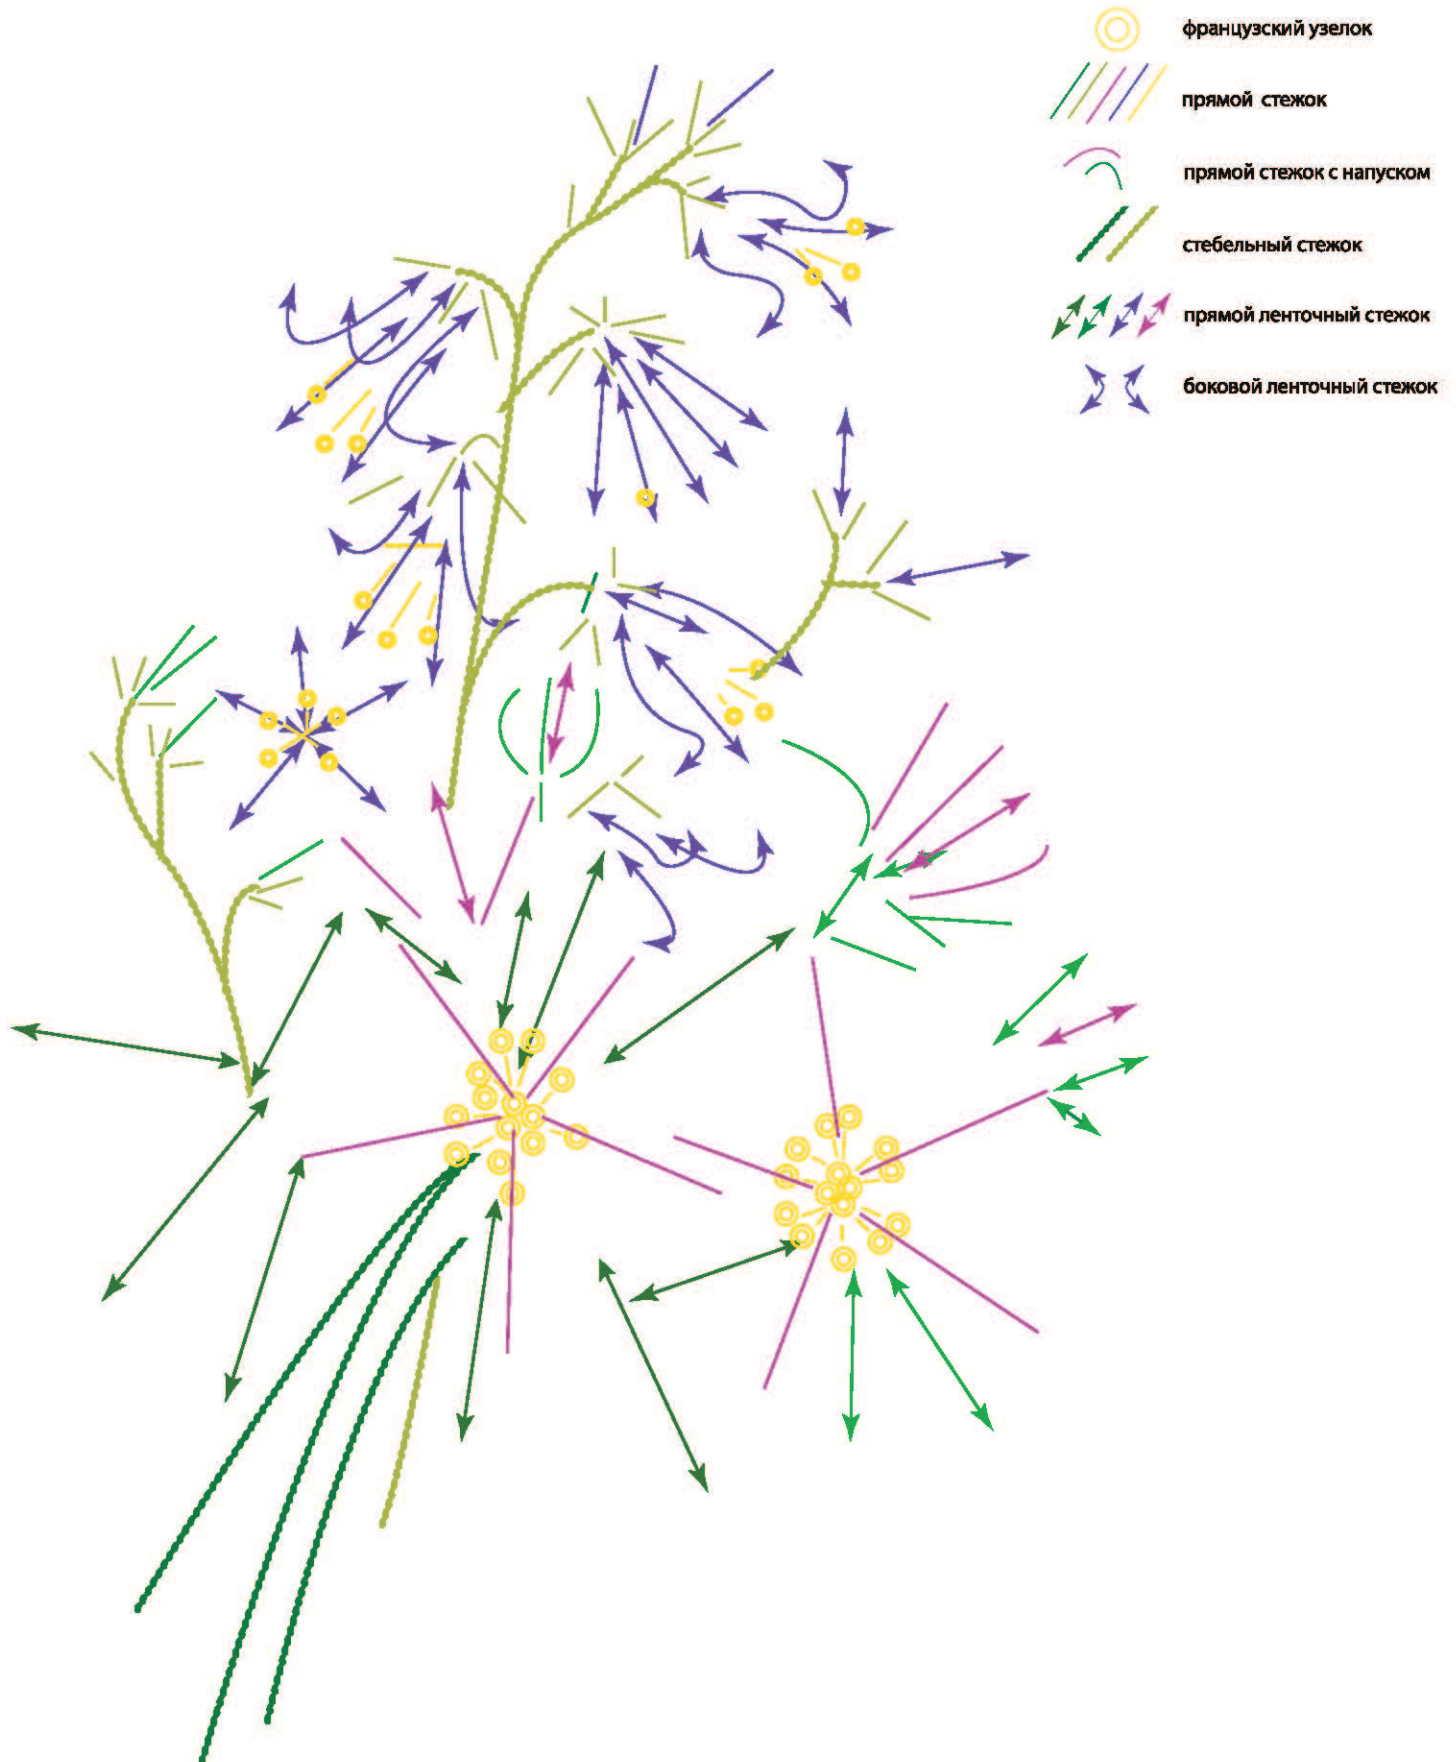 французский узелок
прямой стежок
прямой стежок с напуском
стебельный стежок
прямой ленточный стежок
боковой ленточный стежок